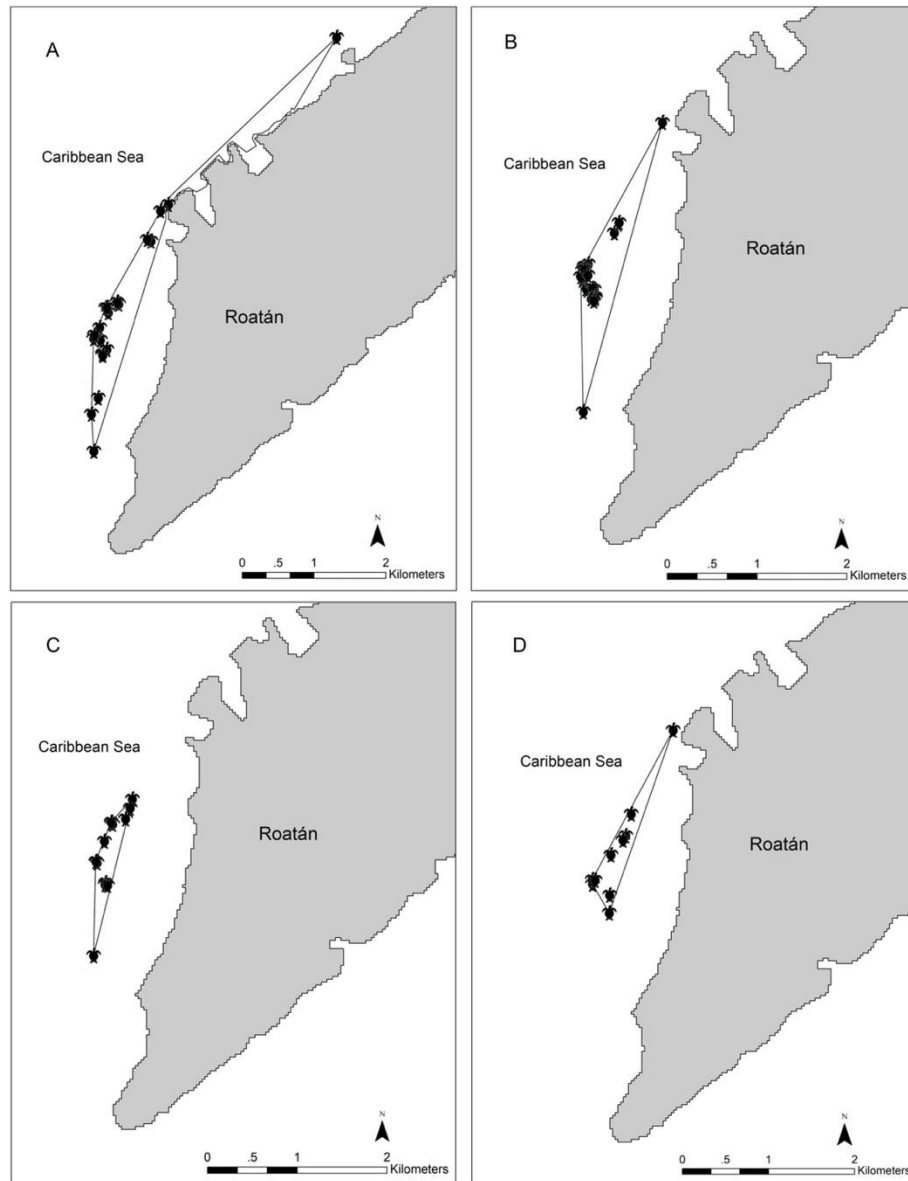 A
Caribbean Sea
Roatán
N
0 .5 1 2
Kilometers
B
Caribbean Sea
Roatán
N
0 .5 1 2
Kilometers
C
Caribbean Sea
Roatán
N
0 .5 1 2
Kilometers
D
Caribbean Sea
Roatán
N
0 .5 1 2
Kilometers